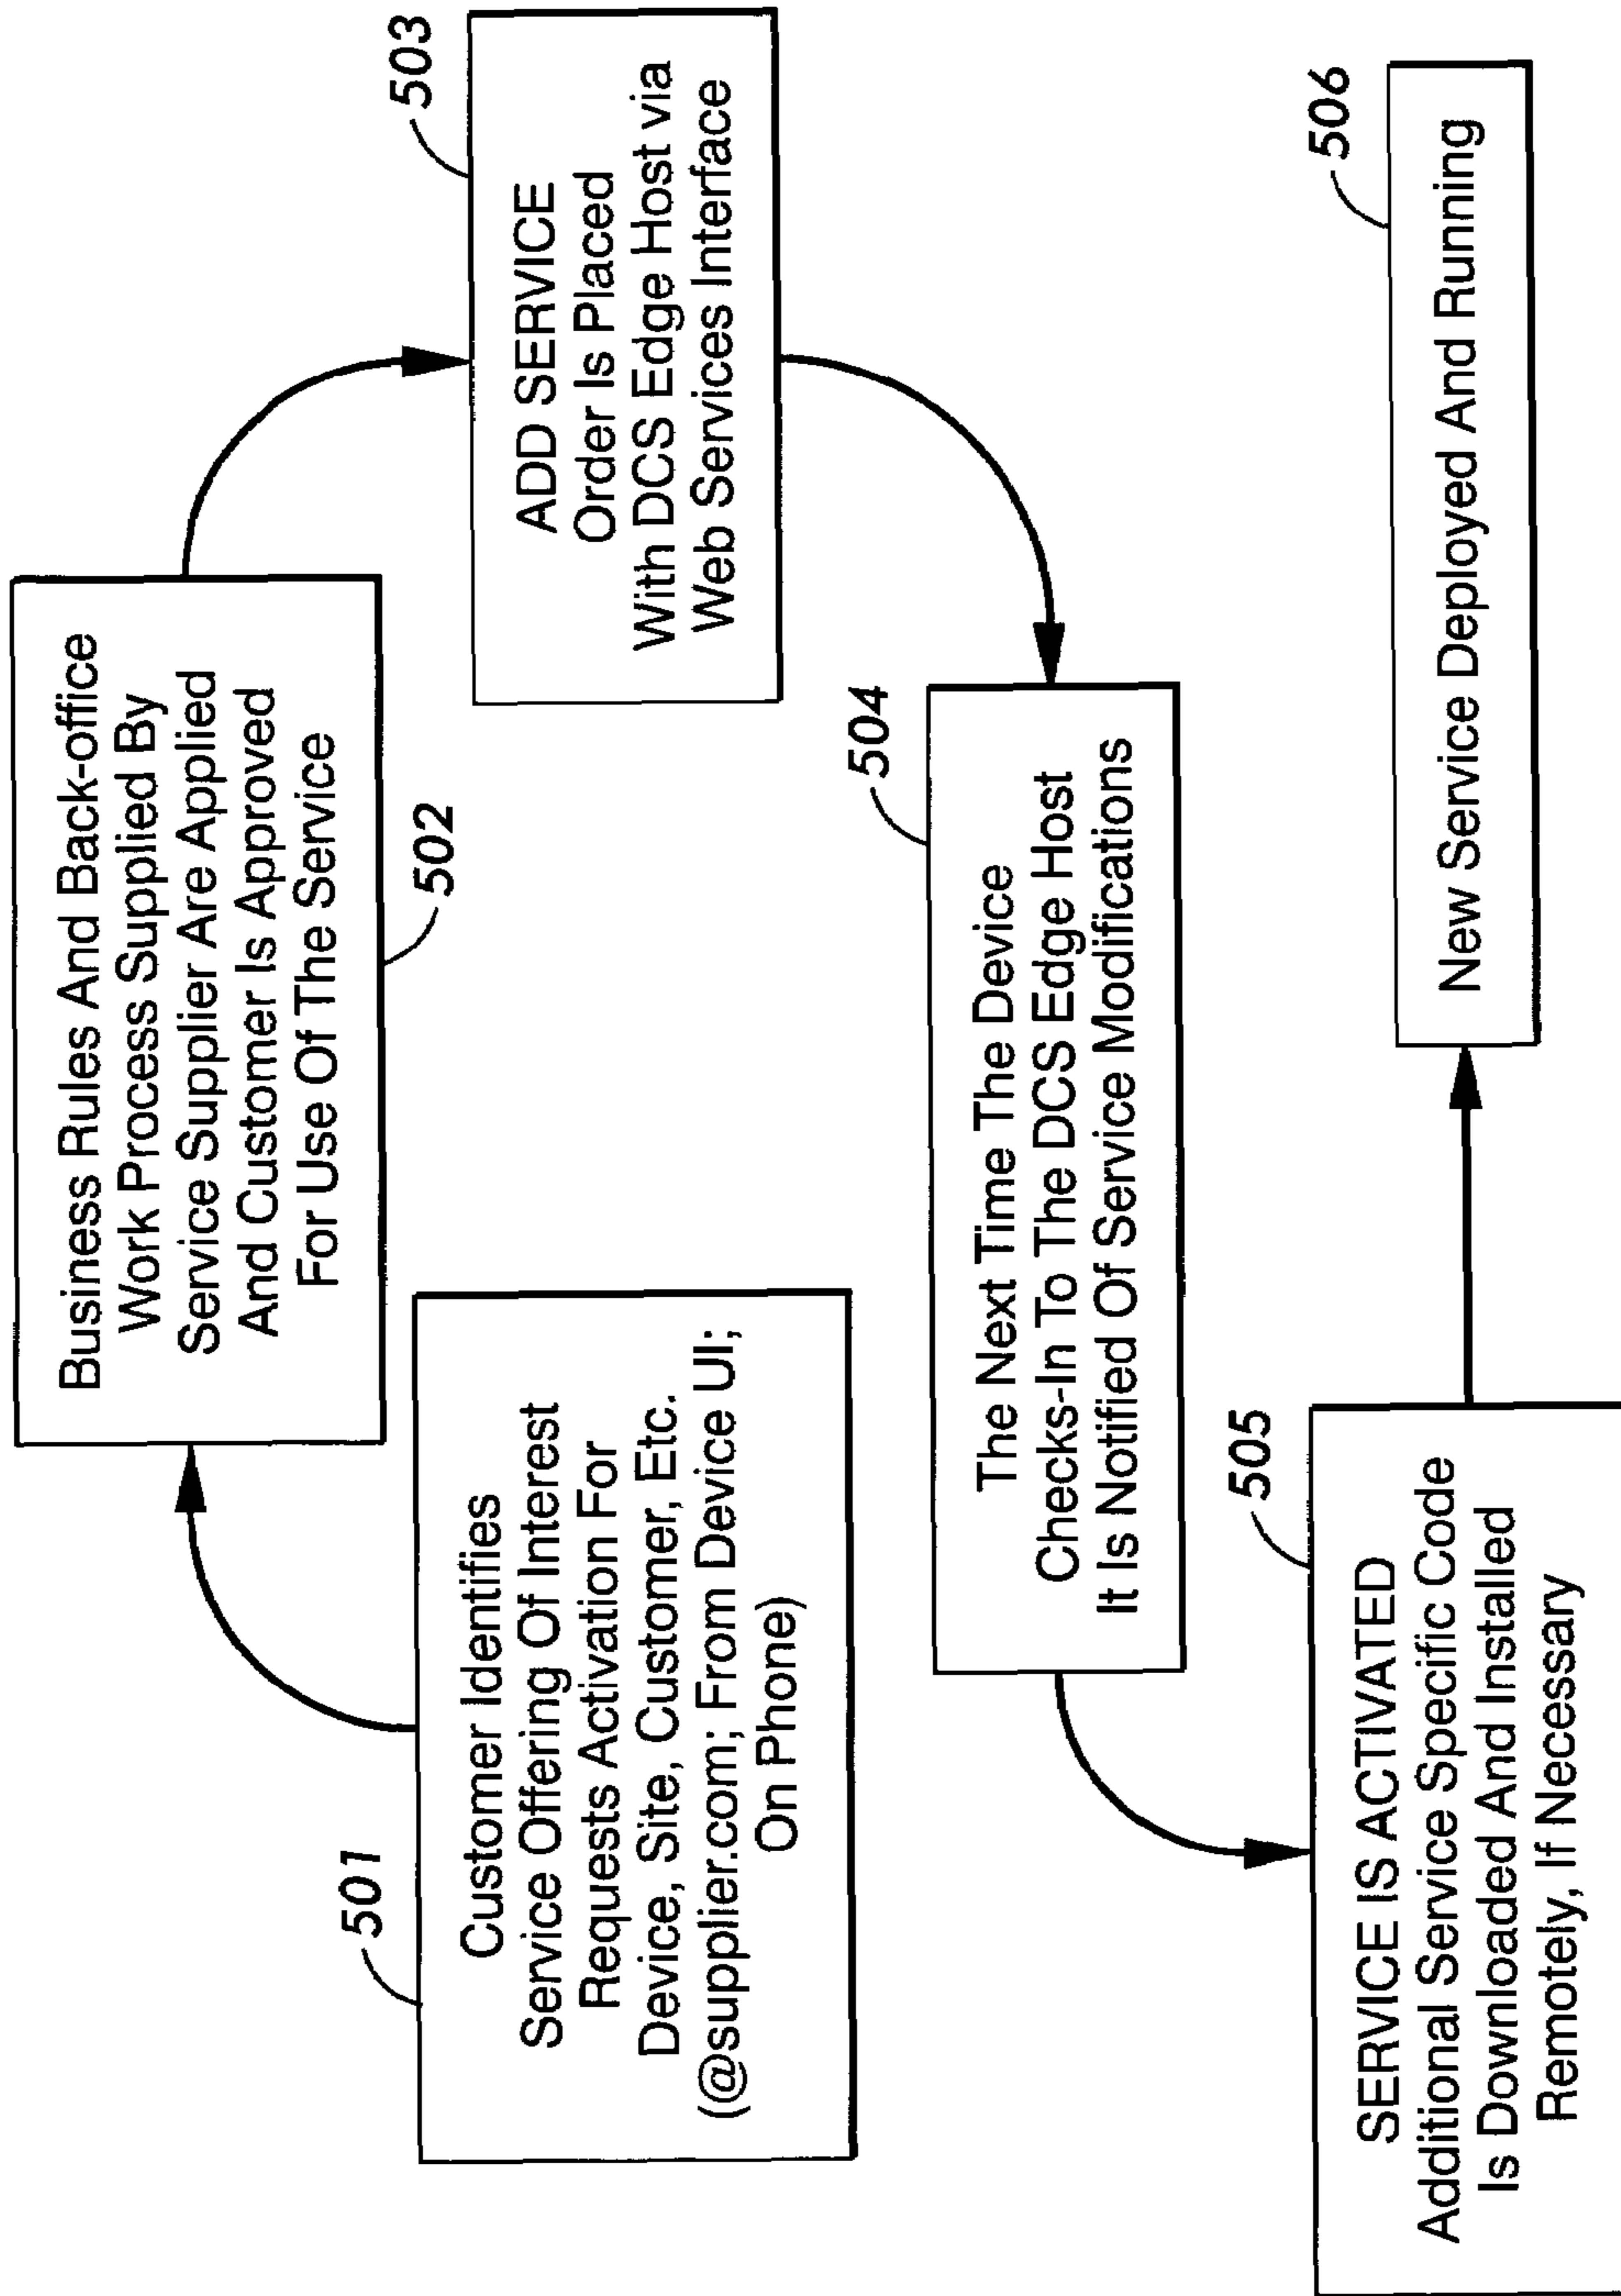 501
Customer Identifies
Service Offering Of Interest
Requests Activation For
Device, Site, Customer, Etc.
(@supplier.com; From Device UI;
On Phone)
Business Rules And Back-office
Work Process Supplied By
Service Supplier Are Applied
And Customer Is Approved
For Use Of The Service
502
503
ADD SERVICE
Order Is Placed
With DCS Edge Host via
Web Services Interface
504
The Next Time The Device
Checks-In To The DCS Edge Host
It Is Notified Of Service Modifications
505
SERVICE IS ACTIVATED
Additional Service Specific Code
Is Downloaded And Installed
Remotely, If Necessary
506
New Service Deployed And Running